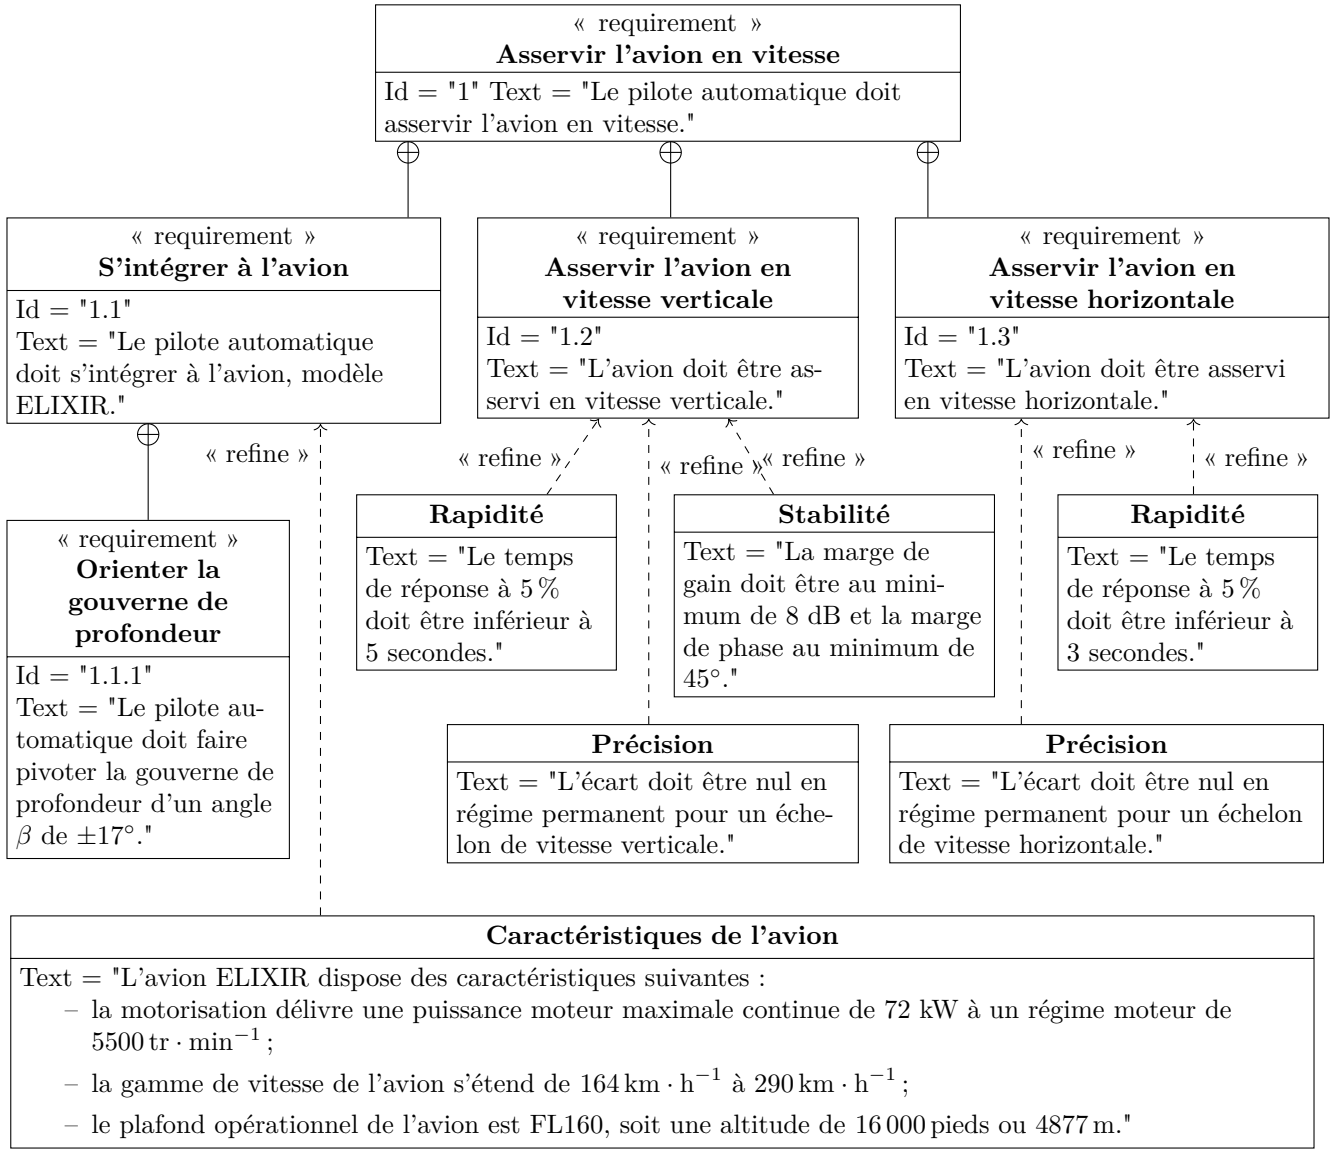 « requirement »
Asservir l'avion en vitesse
Id = "1" Text = "Le pilote automatique doit
asservir l'avion en vitesse."
« requirement »
S'intégrer à l'avion
Id = "1.1"
Text = "Le pilote automatique
doit s'intégrer à l'avion, modèle
ELIXIR."
« requirement »
Asservir l'avion en
vitesse verticale
Id = "1.2"
Text = "L'avion doit être as-
servi en vitesse verticale."
« requirement »
Asservir l'avion en
vitesse horizontale
Id = "1.3"
Text = "L'avion doit être asservi
en vitesse horizontale."
« refine »
« refine »
« refine »
« refine »
« refine »
« refine »
« requirement »
Orienter la
gouverne de
profondeur
Id = "1.1.1"
Text = "Le pilote au-
tomatique doit faire
pivoter la gouverne de
profondeur d'un angle
β de ±17°."
Rapidité
Text = "Le temps
de réponse à 5 %
doit être inférieur à
5 secondes."
Stabilité
Text = "La marge de
gain doit être au mini-
mum de 8 dB et la marge
de phase au minimum de
45°."
Rapidité
Text = "Le temps
de réponse à 5 %
doit être inférieur à
3 secondes."
Précision
Text = "L'écart doit être nul en
régime permanent pour un éche-
lon de vitesse verticale."
Précision
Text = "L'écart doit être nul en
régime permanent pour un échelon
de vitesse horizontale."
Caractéristiques de l'avion
Text = "L'avion ELIXIR dispose des caractéristiques suivantes :
– la motorisation délivre une puissance moteur maximale continue de 72 kW à un régime moteur de
5500 tr · min⁻¹ ;
– la gamme de vitesse de l'avion s'étend de 164 km · h⁻¹ à 290 km · h⁻¹ ;
– le plafond opérationnel de l'avion est FL160, soit une altitude de 16 000 pieds ou 4877 m."